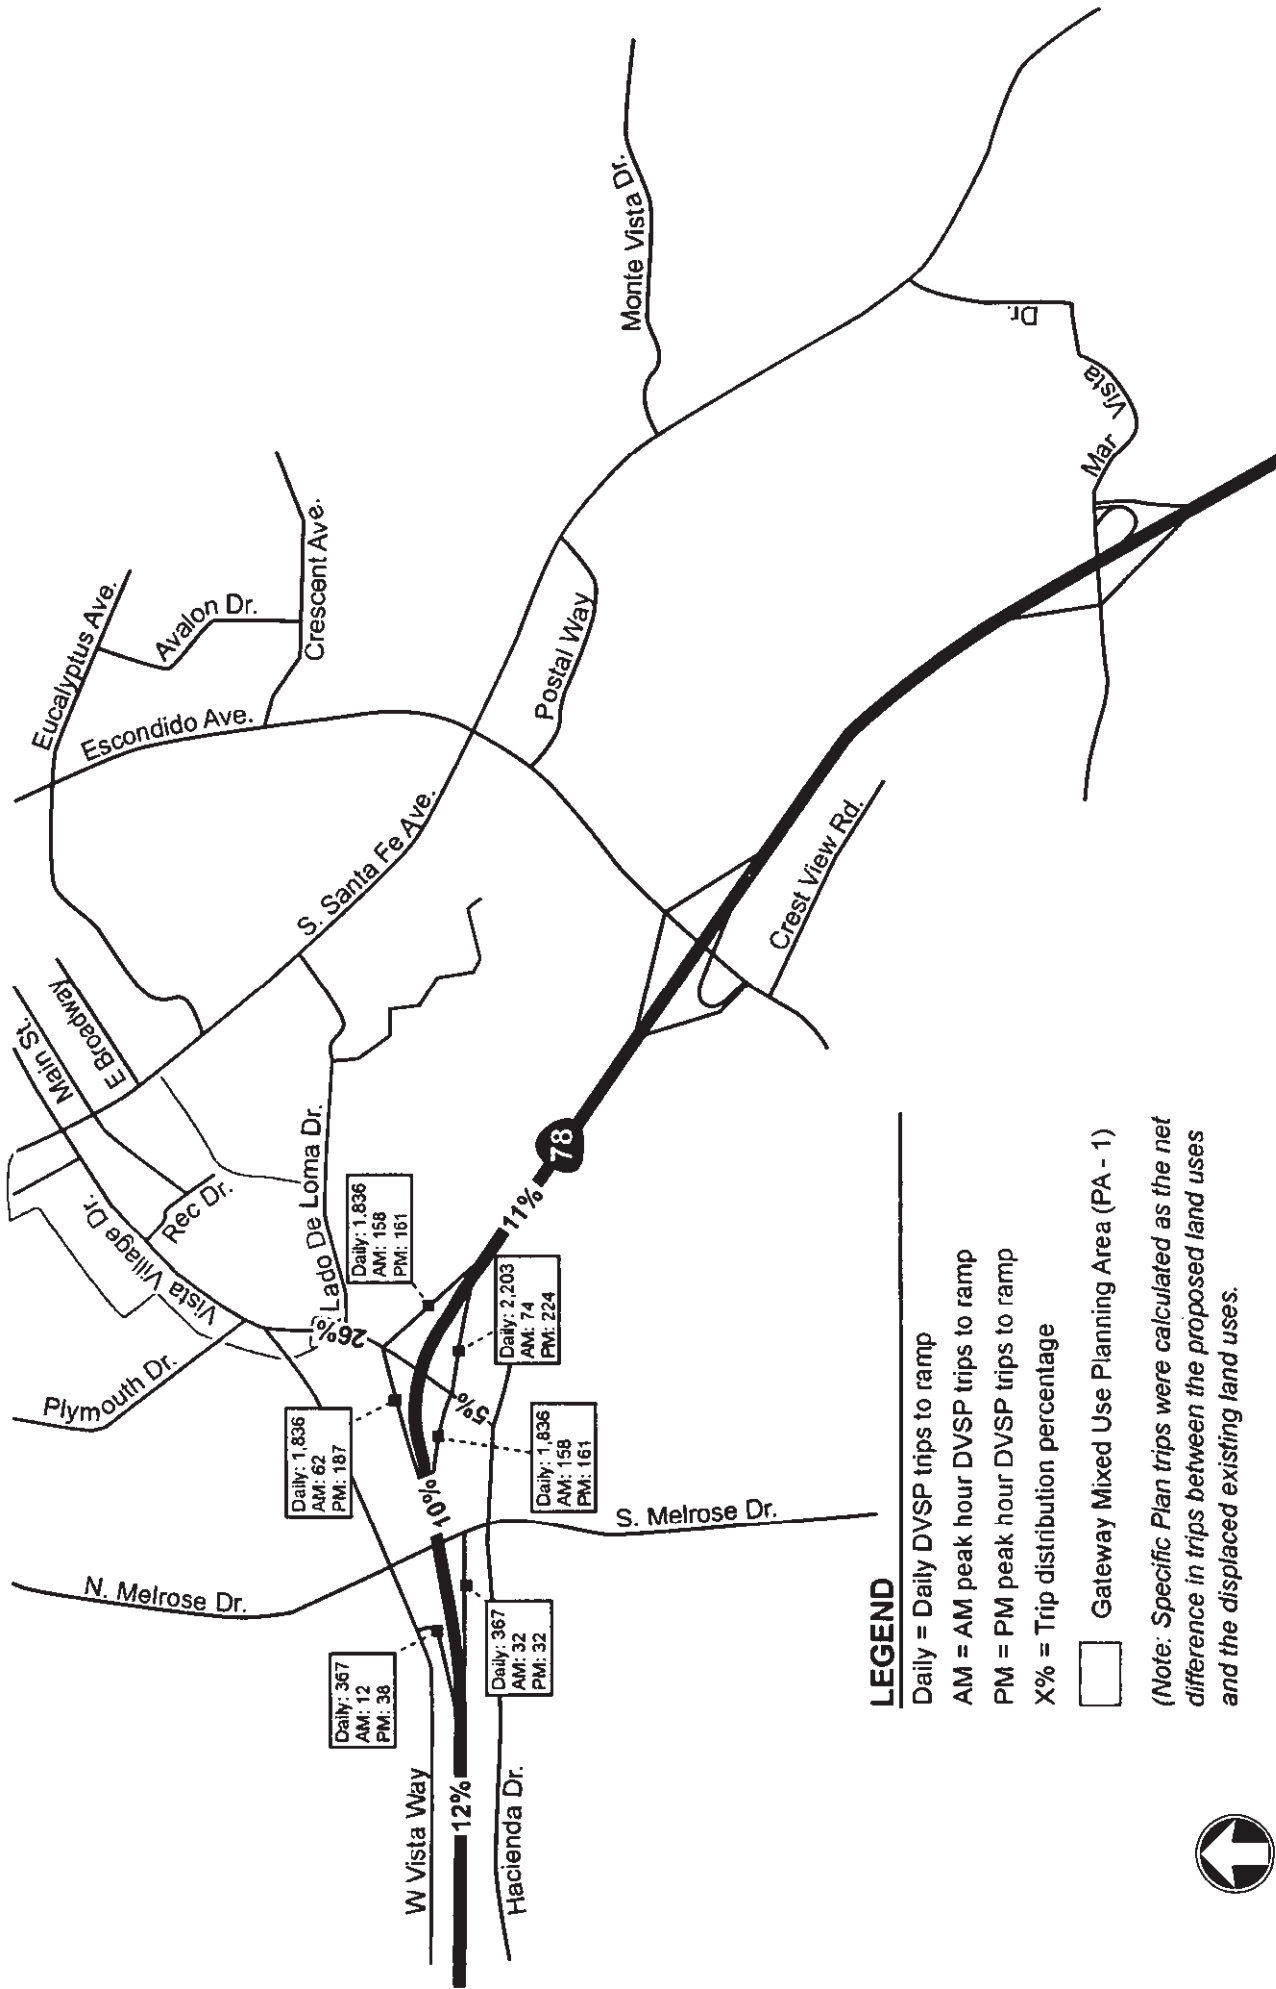 Eucalyptus Ave.
Avalon Dr.
Crescent Ave.
Escondido Ave.
Monte Vista Dr.
Main St.
E Broadway
S. Santa Fe Ave.
Postal Way
Dr.
Vista
Mar
Vista Village Dr.
Rec Dr.
Lado De Loma Dr.
Plymouth Dr.
26%
Daily: 1,836
AM: 158
PM: 161
11%
78
Crest View Rd.
Daily: 2,203
AM: 74
PM: 224
5%
Daily: 1,836
AM: 62
PM: 187
Daily: 1,836
AM: 158
PM: 161
10%
N. Melrose Dr.
S. Melrose Dr.
Daily: 367
AM: 12
PM: 38
Daily: 367
AM: 32
PM: 32
W Vista Way
12%
Hacienda Dr.
LEGEND
Daily = Daily DVSP trips to ramp
AM = AM peak hour DVSP trips to ramp
PM = PM peak hour DVSP trips to ramp
X% = Trip distribution percentage
Gateway Mixed Use Planning Area (PA - 1)
(Note: Specific Plan trips were calculated as the net
difference in trips between the proposed land uses
and the displaced existing land uses.